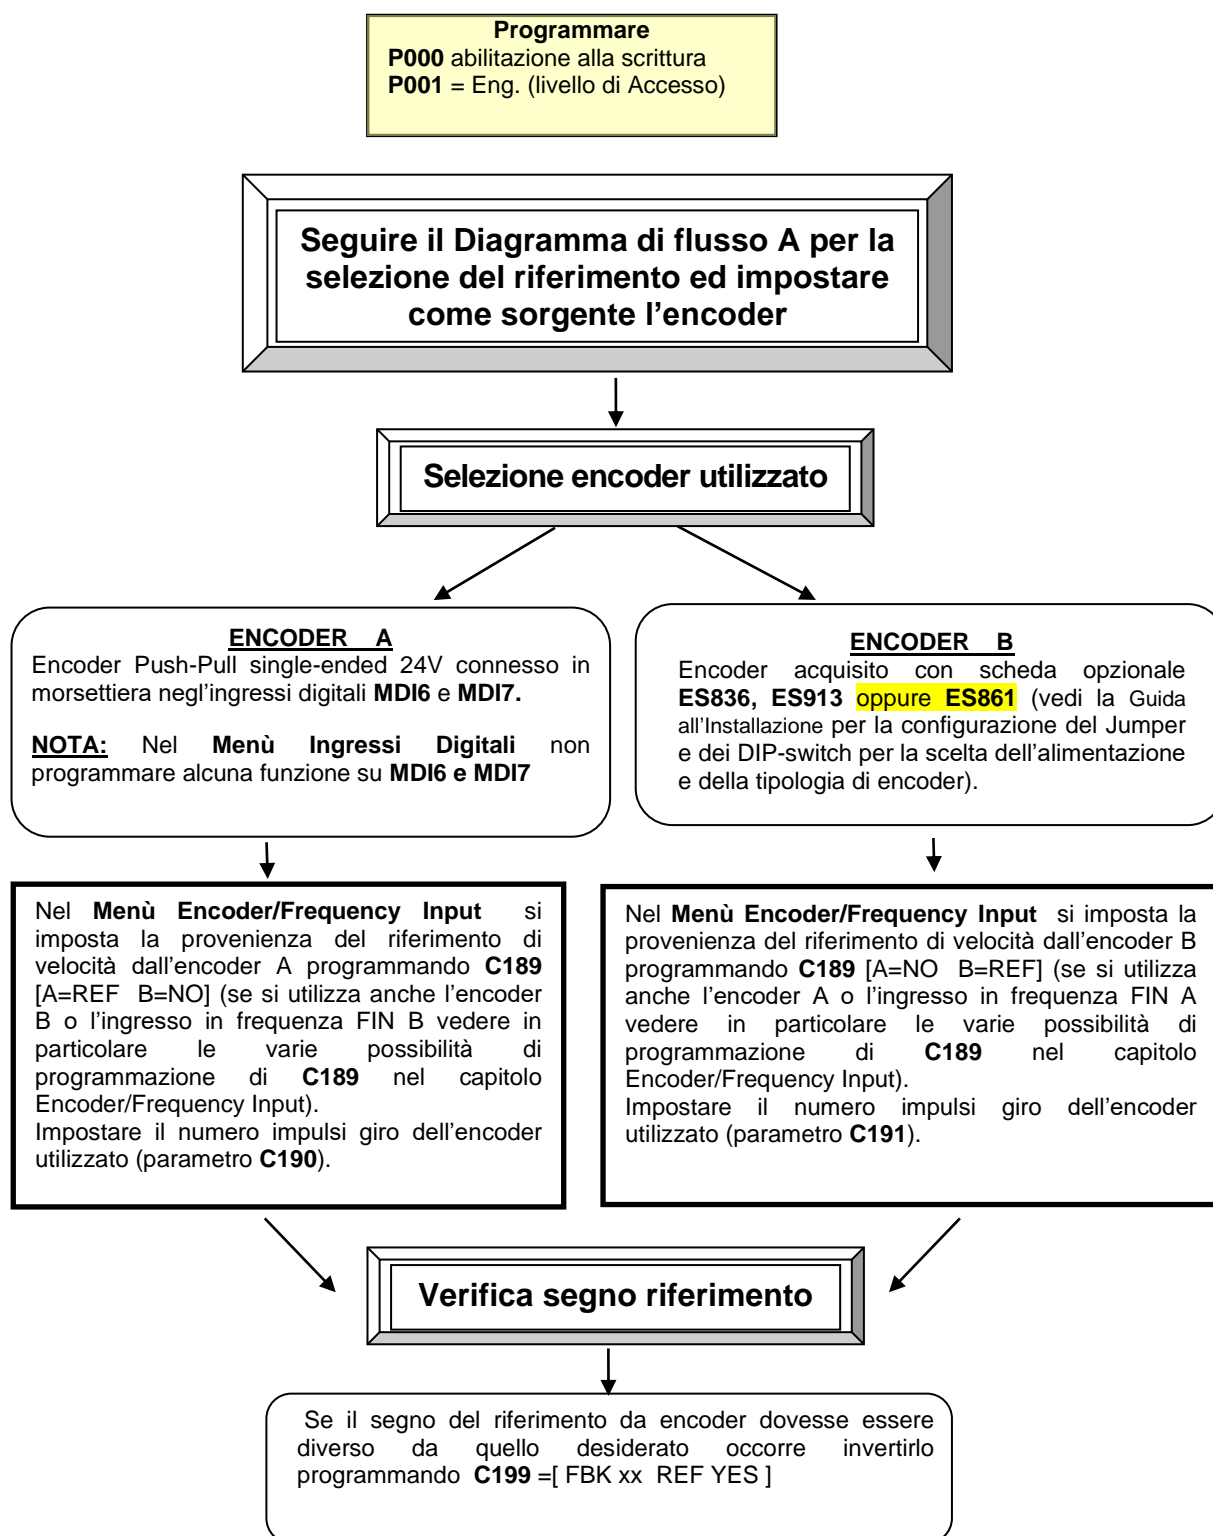 Programmare
P000 abilitazione alla scrittura
P001 = Eng. (livello di Accesso)
Seguire il Diagramma di flusso A per la
selezione del riferimento ed impostare
come sorgente l’encoder
Selezione encoder utilizzato
ENCODER A
Encoder Push-Pull single-ended 24V connesso in
morsettiera negl’ingressi digitali MDI6 e MDI7.
NOTA: Nel Menù Ingressi Digitali non
programmare alcuna funzione su MDI6 e MDI7
ENCODER B
Encoder acquisito con scheda opzionale
ES836, ES913 oppure ES861 (vedi la Guida
all’Installazione per la configurazione del Jumper
e dei DIP-switch per la scelta dell’alimentazione
e della tipologia di encoder).
Nel Menù Encoder/Frequency Input si
imposta la provenienza del riferimento di
velocità dall’encoder A programmando C189
[A=REF B=NO] (se si utilizza anche l’encoder
B o l’ingresso in frequenza FIN B vedere in
particolare le varie possibilità di
programmazione di C189 nel capitolo
Encoder/Frequency Input).
Impostare il numero impulsi giro dell’encoder
utilizzato (parametro C190).
Nel Menù Encoder/Frequency Input si imposta la
provenienza del riferimento di velocità dall’encoder B
programmando C189 [A=NO B=REF] (se si utilizza
anche l’encoder A o l’ingresso in frequenza FIN A
vedere in particolare le varie possibilità di
programmazione di C189 nel capitolo
Encoder/Frequency Input).
Impostare il numero impulsi giro dell’encoder
utilizzato (parametro C191).
Verifica segno riferimento
Se il segno del riferimento da encoder dovesse essere
diverso da quello desiderato occorre invertirlo
programmando C199 =[ FBK xx REF YES ]